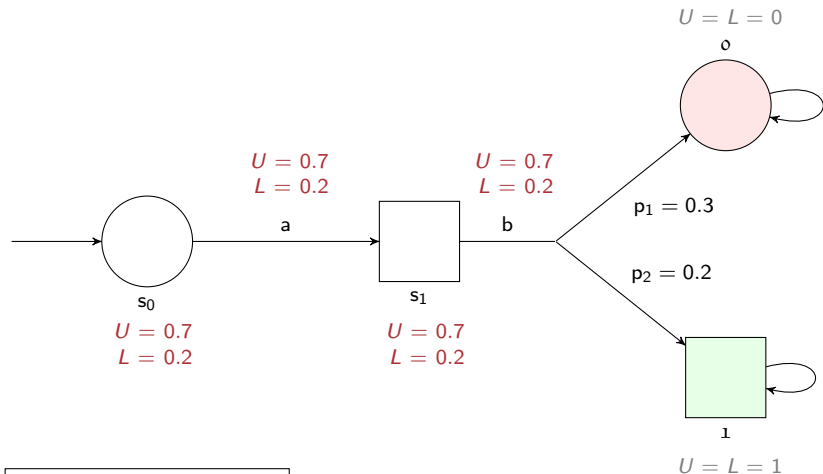 U = L = 0
0
U = 0.7
L = 0.2
U = 0.7
L = 0.2
a
b
p₁ = 0.3
p₂ = 0.2
s₀
U = 0.7
L = 0.2
s₁
U = 0.7
L = 0.2
1
U = L = 1